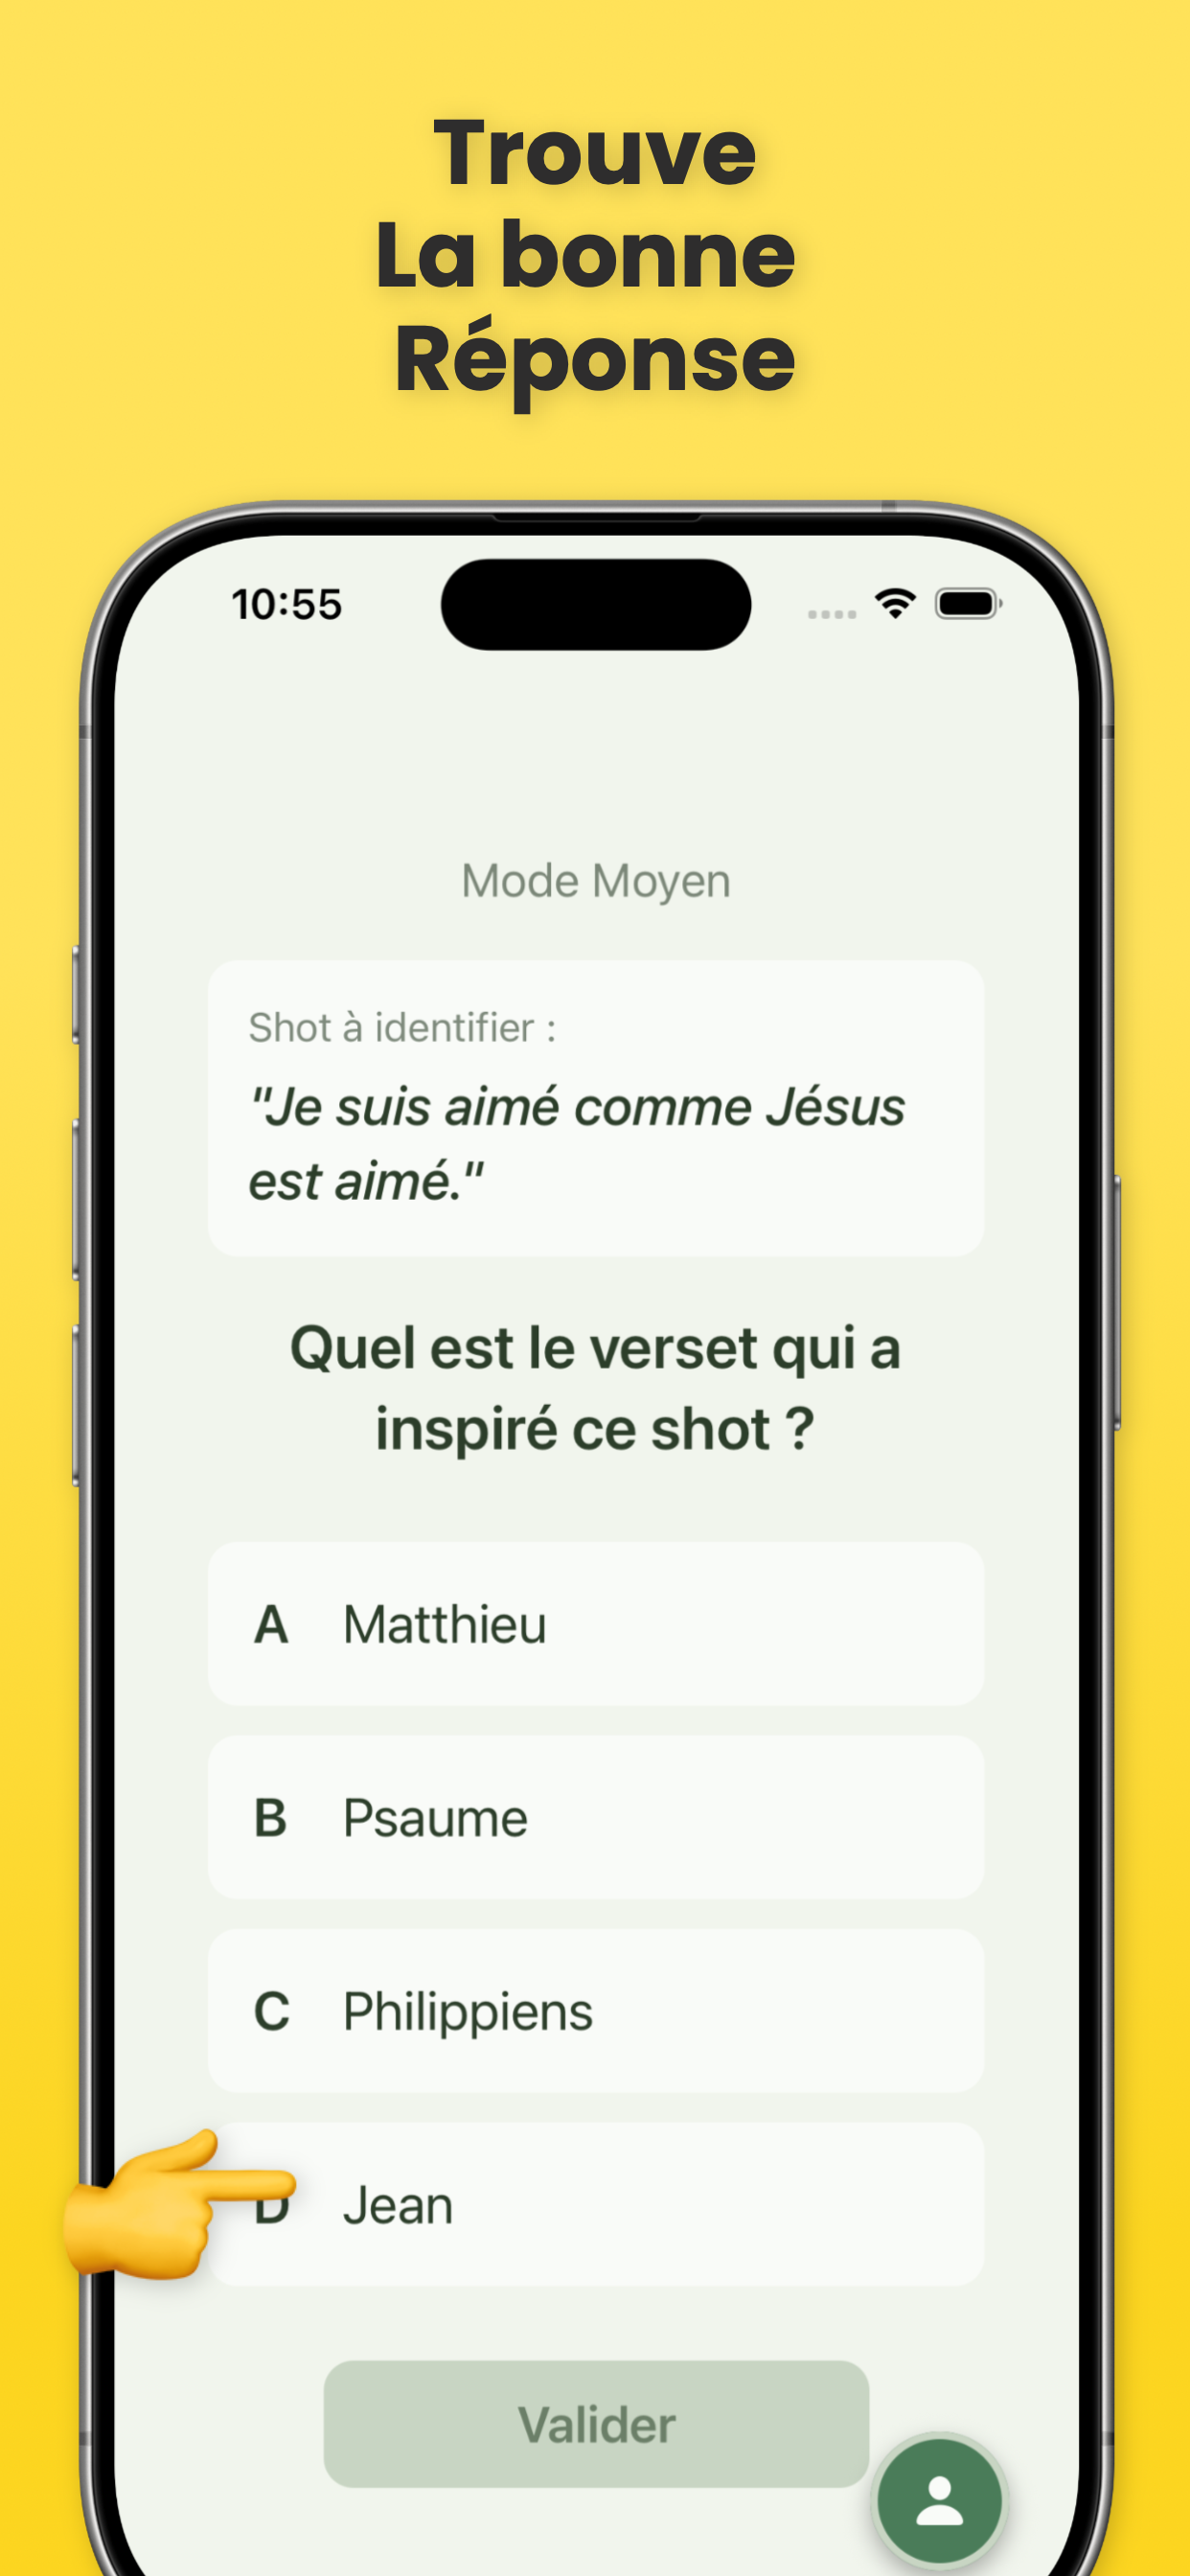 Trouve
La bonne
Réponse
10:55
Mode Moyen
Shot à identifier :
"Je suis aimé comme Jésus
est aimé."
Quel est le verset qui a
inspiré ce shot ?
A Matthieu
B Psaume
C Philippiens
D Jean
Valider